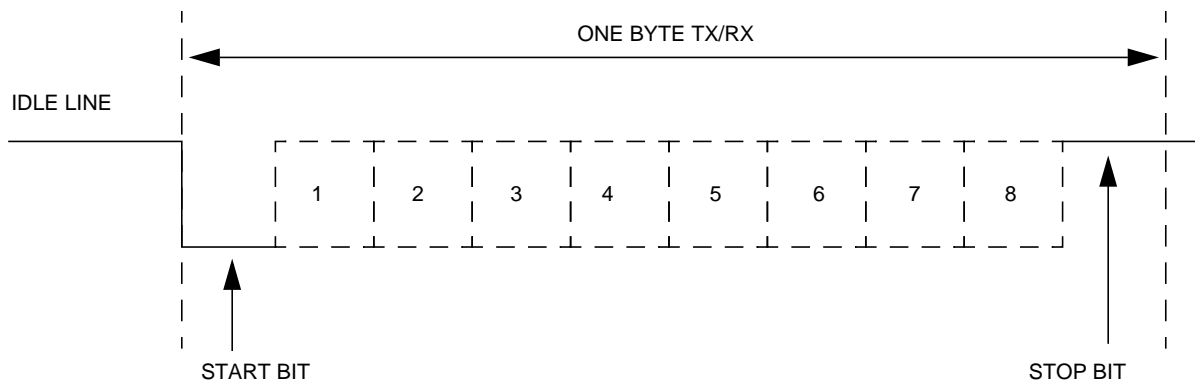 ONE BYTE TX/RX
IDLE LINE
1 2 3 4 5 6 7 8
START BIT
STOP BIT